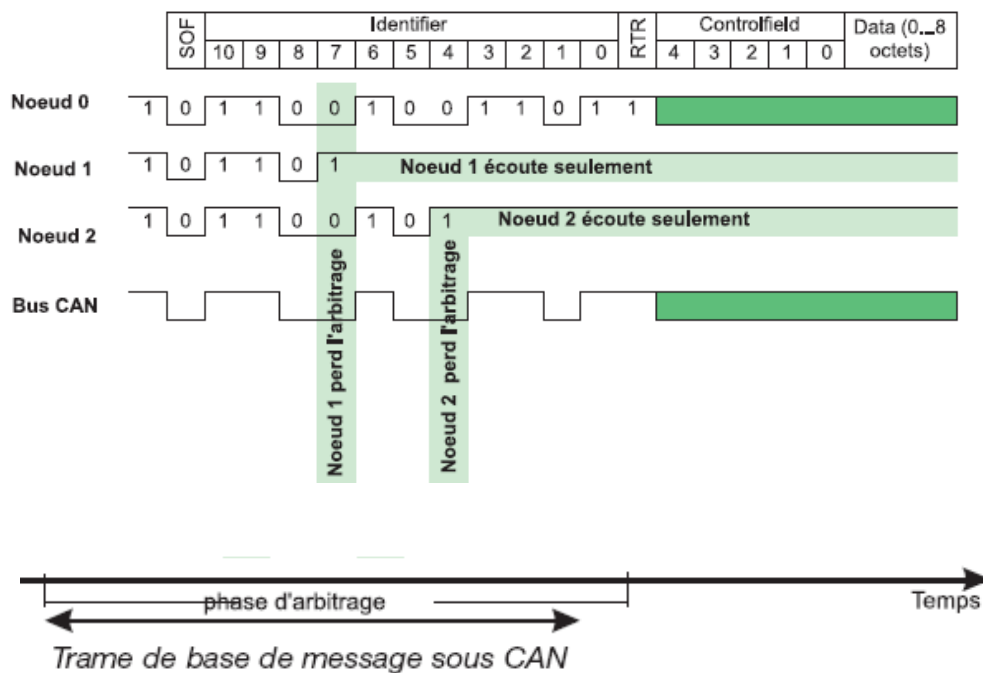 SOF Identifier RTR Controlfield Data (0...8 octets)
10 9 8 7 6 5 4 3 2 1 0 4 3 2 1 0
Noeud 0 1 0 1 1 0 0 1 0 0 1 1 0 1 1
Noeud 1 1 0 1 1 0 1 Noeud 1 écoute seulement
Noeud 2 1 0 1 1 0 0 1 0 1 Noeud 2 écoute seulement
Bus CAN
Noeud 1 perd l'arbitrage
Noeud 2 perd l'arbitrage
phase d'arbitrage
Temps
Trame de base de message sous CAN